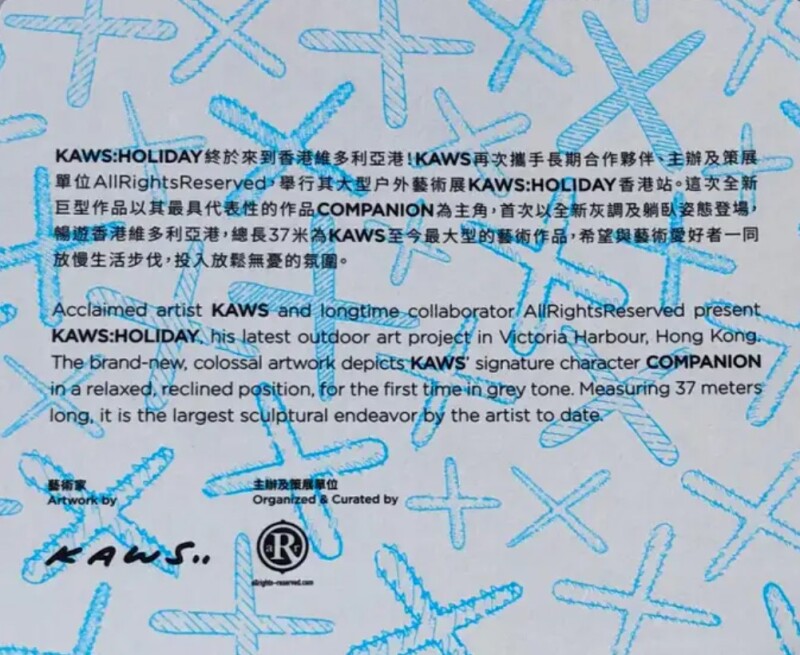 KAWS:HOLIDAY終於來到香港維多利亞港!KAWS再次攜手長期合作夥伴、主辦及策展
單位AllRightsReserved，舉行其大型户外藝術展KAWS:HOLIDAY香港站。這次全新
巨型作品以其最具代表性的作品COMPANION為主角，首次以全新灰調及躺臥姿態登場，
暢遊香港維多利亞港，總長37米為KAWS至今最大型的藝術作品，希望與藝術愛好者一同
放慢生活步伐，投入放鬆無憂的氛圍。
Acclaimed artist KAWS and longtime collaborator AllRightsReserved present
KAWS:HOLIDAY, his latest outdoor art project in Victoria Harbour, Hong Kong.
The brand-new, colossal artwork depicts KAWS' signature character COMPANION
in a relaxed, reclined position, for the first time in grey tone. Measuring 37 meters
long, it is the largest sculptural endeavor by the artist to date.
藝術家
Artwork by
KAWS..
主辦及策展單位
Organized & Curated by
aRr
allrights-reserved.com